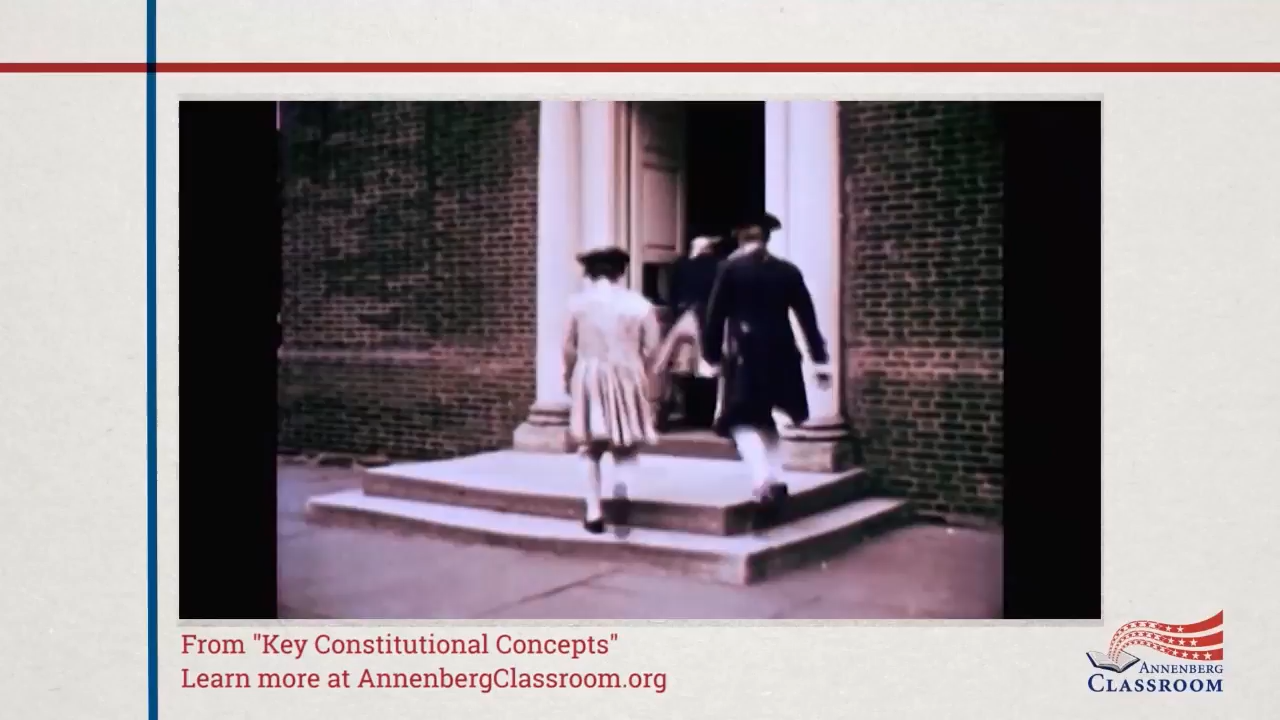 From "Key Constitutional Concepts"
Learn more at AnnenbergClassroom.org
ANNENBERG
CLASSROOM